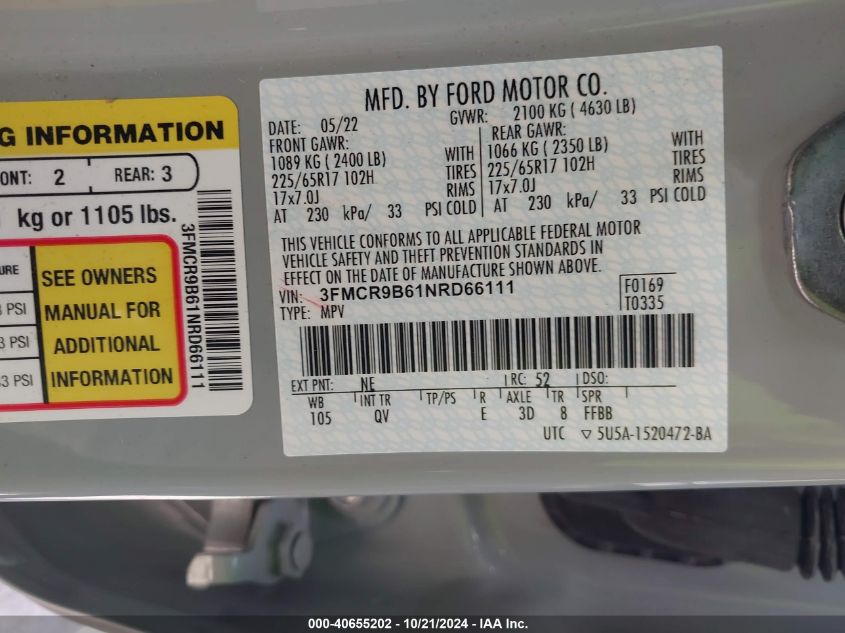 G INFORMATION
ONT: 2 REAR: 3
kg or 1105 lbs.
3FMCR9B61NRD66111
URE
PSI
PSI
3 PSI
SEE OWNERS
MANUAL FOR
ADDITIONAL
INFORMATION
MFD. BY FORD MOTOR CO.
DATE: 05/22 GVWR: 2100 KG ( 4630 LB)
FRONT GAWR: REAR GAWR:
1089 KG ( 2400 LB) WITH 1066 KG ( 2350 LB) WITH
225/65R17 102H TIRES 225/65R17 102H TIRES
17x7.0J RIMS 17x7.0J RIMS
AT 230 kPa/ 33 PSI COLD AT 230 kPa/ 33 PSI COLD
THIS VEHICLE CONFORMS TO ALL APPLICABLE FEDERAL MOTOR
VEHICLE SAFETY AND THEFT PREVENTION STANDARDS IN
EFFECT ON THE DATE OF MANUFACTURE SHOWN ABOVE.
VIN: 3FMCR9B61NRD66111 F0169
TYPE: MPV T0335
EXT PNT: NE RC: 52 DSO:
WB INT TR TP/PS R AXLE TR SPR
105 QV E 3D 8 FFBB
UTC ▽ 5U5A-1520472-BA
000-40655202 - 10/21/2024 - IAA Inc.